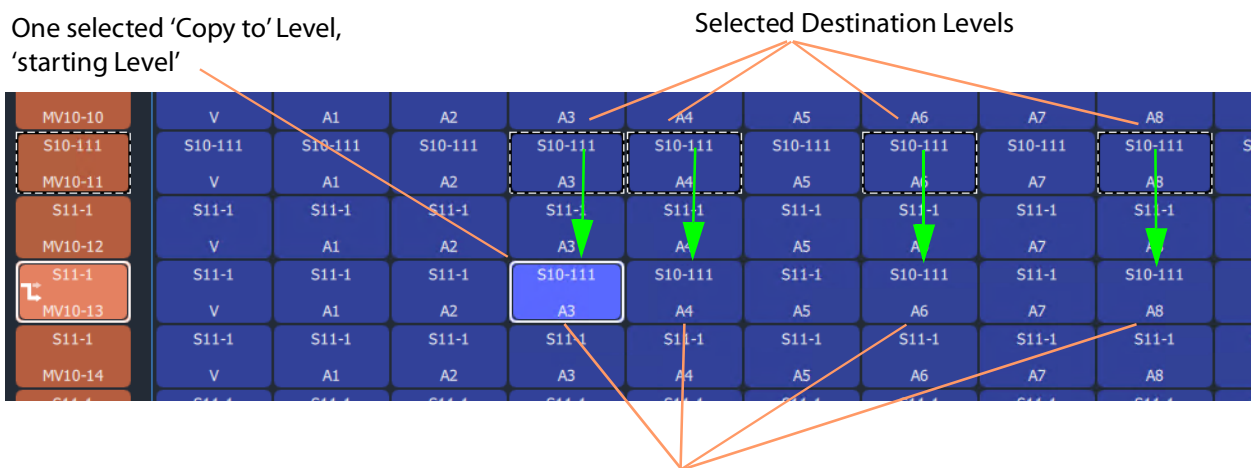 One selected ‘Copy to’ Level,
‘starting Level’
Selected Destination Levels
MV10-10 V A1 A2 A3 A4 A5 A6 A7 A8
S10-111 S10-111 S10-111 S10-111 S10-111 S10-111 S10-111 S10-111 S10-111 S10-111 S
MV10-11 V A1 A2 A3 A4 A5 A6 A7 A8
S11-1 S11-1 S11-1 S11-1 S11-1 S11-1 S11-1 S11-1 S11-1 S11-1
MV10-12 V A1 A2 A3 A4 A5 A7
S11-1 S11-1 S11-1 S11-1 S10-111 S10-111 S11-1 S10-111 S11-1 S10-111
MV10-13 V A1 A2 A3 A4 A5 A6 A7 A8
S11-1 S11-1 S11-1 S11-1 S11-1 S11-1 S11-1 S11-1 S11-1 S11-1
MV10-14 V A1 A2 A3 A4 A5 A6 A7 A8